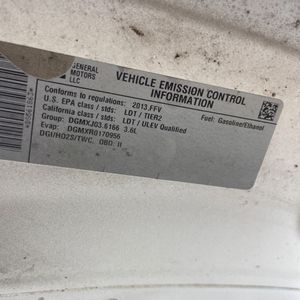 GENERAL
MOTORS
LLC
VEHICLE EMISSION CONTROL
INFORMATION
Conforms to regulations: 2013,FFV
Fuel: Gasoline/Ethanol
U.S. EPA class / stds: LDT / TIER2
California class / stds: LDT / ULEV Qualified
Group: DGMXJ03.6166 3.6L
Evap: DGMXR0170956
DGI/HO2S/TWC, OBD II